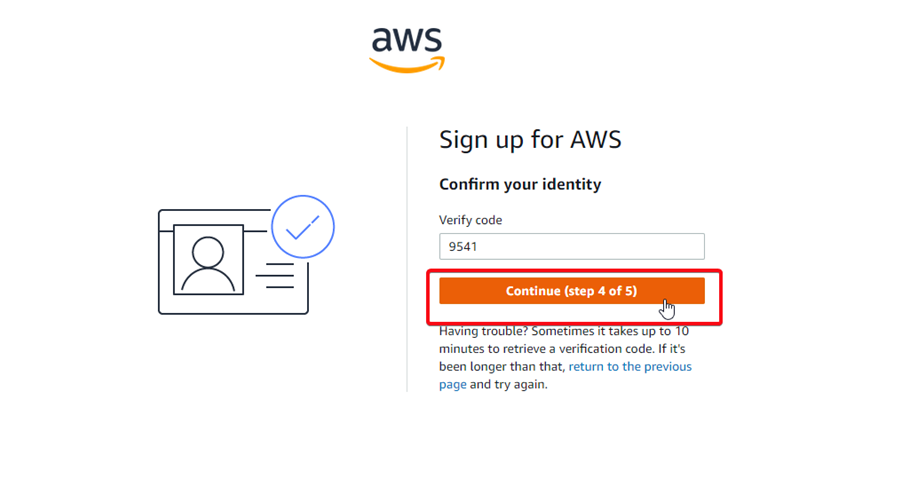 aws
Sign up for AWS
Confirm your identity
Verify code
9541
Continue (step 4 of 5)
Having trouble? Sometimes it takes up to 10
minutes to retrieve a verification code. If it's
been longer than that, return to the previous
page and try again.